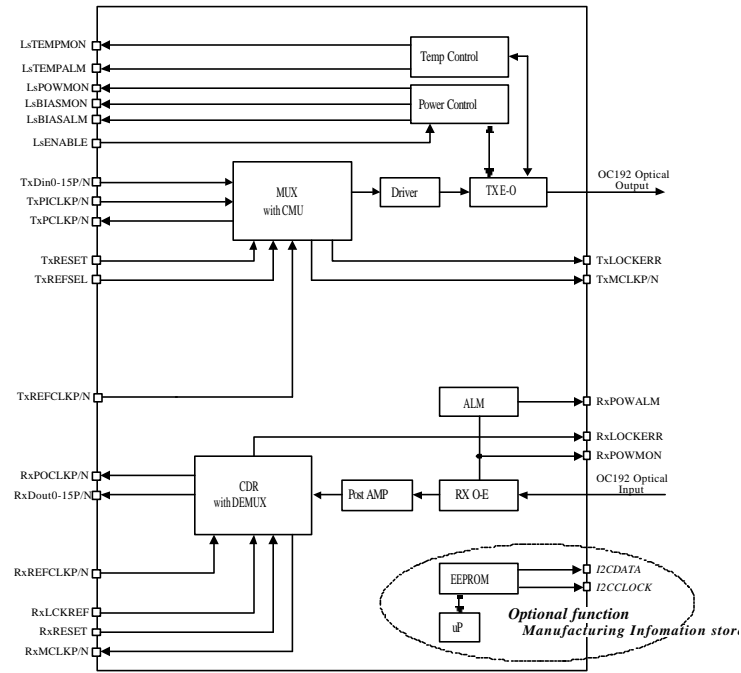 LsTEMPMON
Temp Control
LsTEMPALM
LsPOWMON
LsBIASMON
Power Control
LsBIASALM
LsENABLE
TxDin0-15P/N
TxPICLKP/N
TxPCLKP/N
MUX
with CMU
Driver
TX E-O
OC192 Optical
Output
TxRESET
TxREFSEL
TxLOCKERR
TxMCLKP/N
TxREFCLKP/N
ALM
RxPOWALM
RxLOCKERR
RxPOWMON
RxPOCLKP/N
RxDout0-15P/N
CDR
with DEMUX
Post AMP
RX O-E
OC192 Optical
Input
RxREFCLKP/N
EEPROM
I2CDATA
I2CCLOCK
RxLCKREF
RxRESET
RxMCLKP/N
uP
Optional function
Manufacturing Infomation store